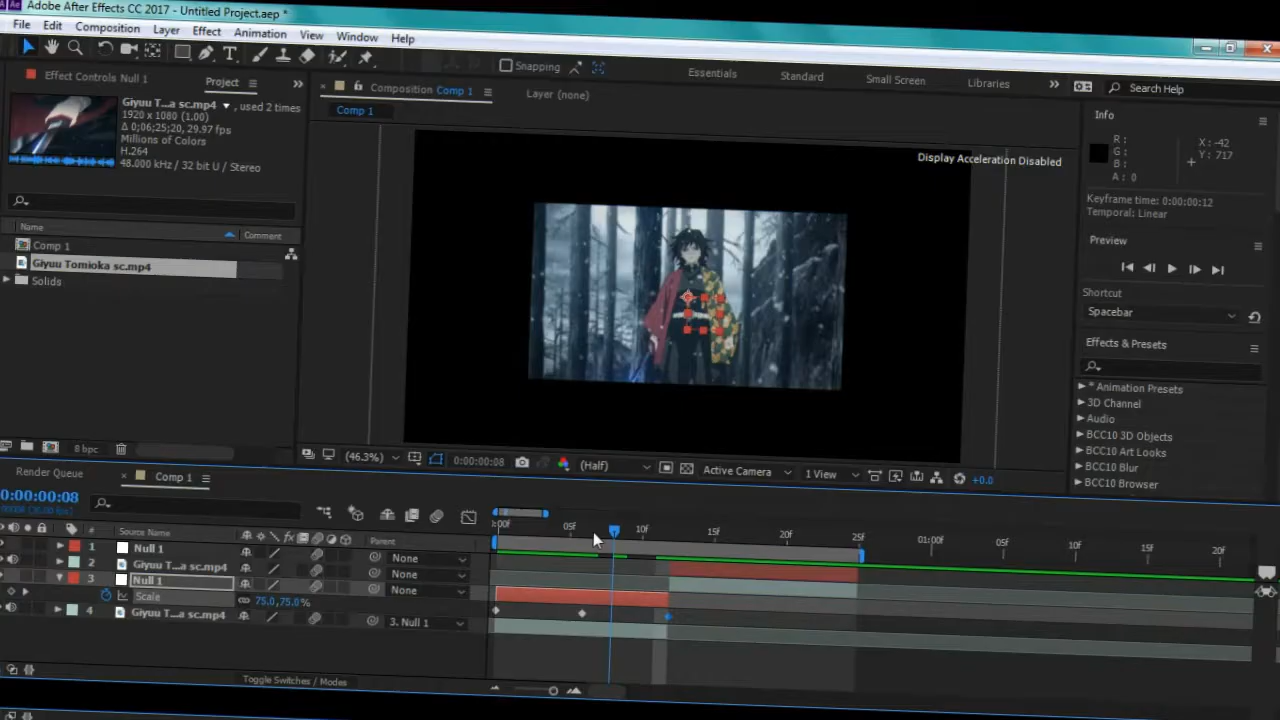 Adobe After Effects CC 2017 - Untitled Project.aep *
File Edit Composition Layer Effect Animation View Window Help
Snapping
Essentials Standard Small Screen Libraries Search Help
Effect Controls Null 1 Project
Giyuu T...a sc.mp4 ▼, used 2 times
1920 x 1080 (1.00)
Δ 0;06;25;20, 29.97 fps
Millions of Colors
H.264
48.000 kHz / 32 bit U / Stereo
Name Comment
Comp 1
Giyuu Tomioka sc.mp4
Solids
8 bpc
Composition Comp 1 Layer (none)
Comp 1
Display Acceleration Disabled
(46.3%) 0:00:00:08 (Half) Active Camera 1 View +0.0
Info
R : X : -42
G : Y : 717
B :
A : 0
Keyframe time: 0:00:00:12
Temporal: Linear
Preview
Shortcut
Spacebar
Effects & Presets
* Animation Presets
3D Channel
Audio
BCC10 3D Objects
BCC10 Art Looks
BCC10 Blur
BCC10 Browser
Render Queue Comp 1
0:00:00:08
# Source Name Parent
:00f 05f 10f 15f 20f 25f 01:00f 05f 10f 15f 20f
1 Null 1 None
2 Giyuu T...a sc.mp4 None
3 Null 1 None
Scale 75.0,75.0%
4 Giyuu T...a sc.mp4 3. Null 1
Toggle Switches / Modes